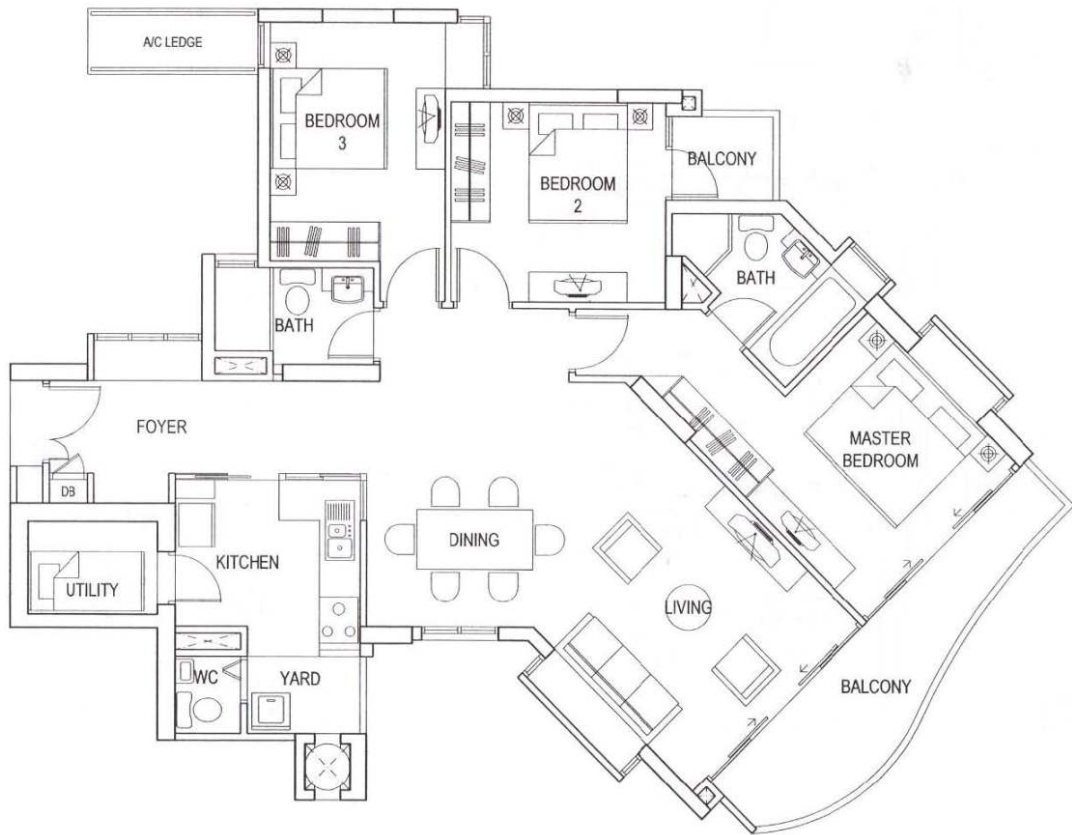 A/C LEDGE
BEDROOM
3
BEDROOM
2
BALCONY
BATH
BATH
FOYER
MASTER
BEDROOM
DB
KITCHEN
DINING
UTILITY
LIVING
WC
YARD
BALCONY